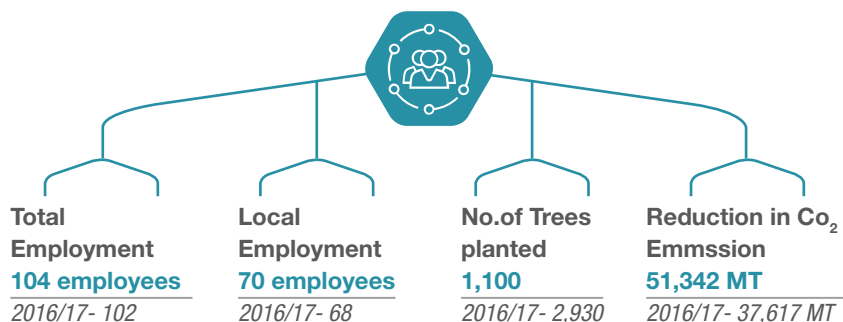 Total
Employment
104 employees
2016/17- 102
Local
Employment
70 employees
2016/17- 68
No.of Trees
planted
1,100
2016/17- 2,930
Reduction in Co₂
Emmssion
51,342 MT
2016/17- 37,617 MT